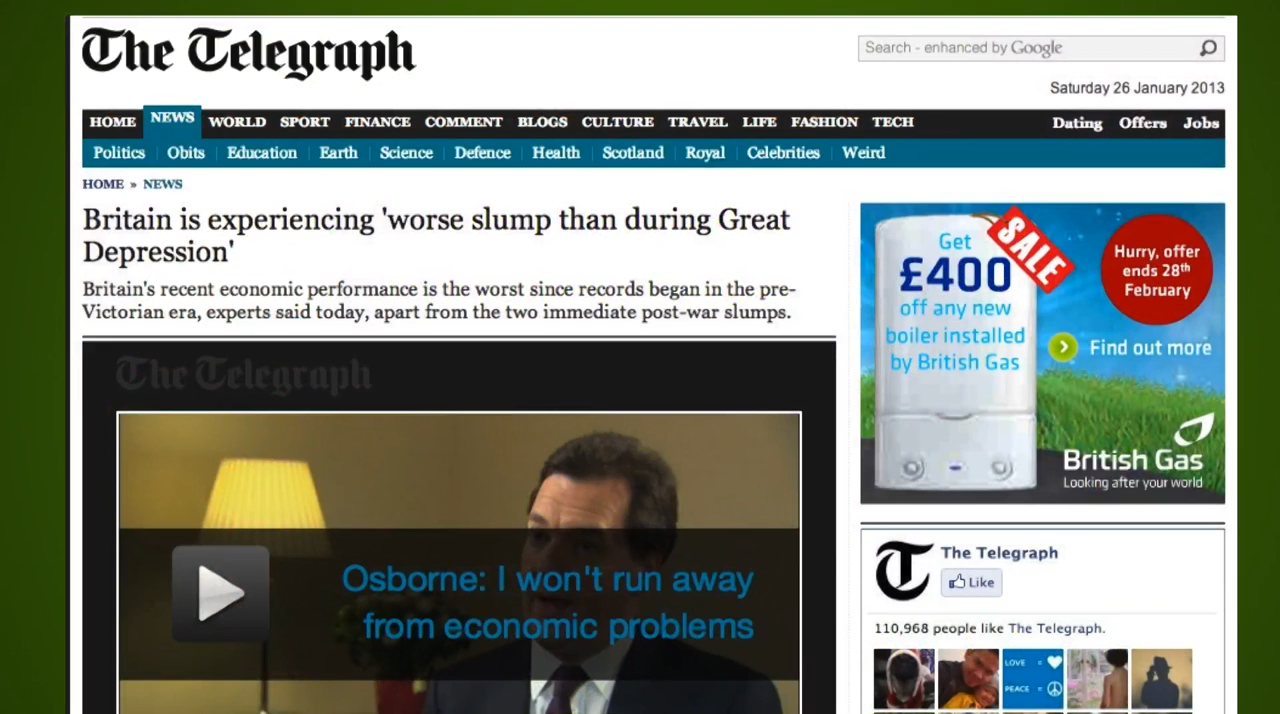 The Telegraph
Search - enhanced by Google
Saturday 26 January 2013
HOME NEWS WORLD SPORT FINANCE COMMENT BLOGS CULTURE TRAVEL LIFE FASHION TECH Dating Offers Jobs
Politics Obits Education Earth Science Defence Health Scotland Royal Celebrities Weird
HOME » NEWS
Britain is experiencing 'worse slump than during Great
Depression'
Britain's recent economic performance is the worst since records began in the pre-
Victorian era, experts said today, apart from the two immediate post-war slumps.
The Telegraph
Osborne: I won't run away
from economic problems
Get
£400
off any new
boiler installed
by British Gas
SALE
Hurry, offer
ends 28th
February
Find out more
British Gas
Looking after your world
T
The Telegraph
Like
110,968 people like The Telegraph.
LOVE =
PEACE =